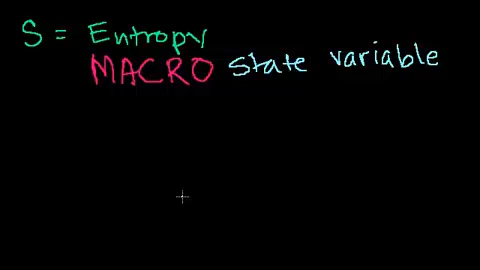 S = Entropy
MACRO state variable